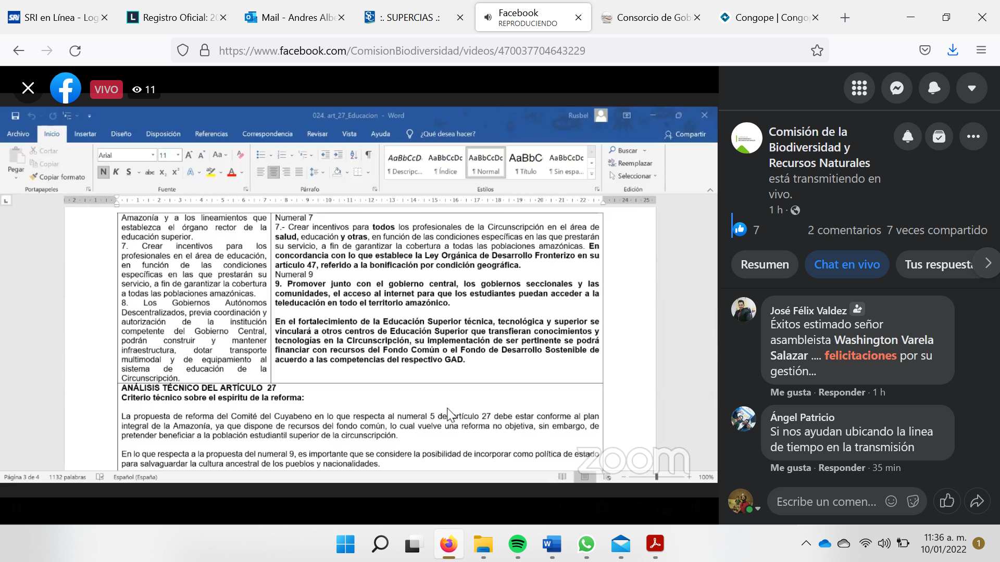 SRI en Línea - Log
Registro Oficial: 20
Mail - Andres Albe
:. SUPERCIAS .:
Facebook
REPRODUCIENDO
Consorcio de Gob
Congope | Congop
https://www.facebook.com/ComisionBiodiversidad/videos/470037704643229
VIVO
11
024. art_27_Educacion - Word
Rusbel
Archivo
Inicio
Insertar
Diseño
Disposición
Referencias
Correspondencia
Revisar
Vista
Ayuda
¿Qué desea hacer?
Compartir
Pegar
Cortar
Copiar
Copiar formato
Portapapeles
Arial
11
Fuente
Párrafo
AaBbCcD
¶ Descripc...
AaBbCcDc
¶ Índice
AaBbCcDc
¶ Normal
AaBbC
¶ Título
AaBbCcDc
¶ Sin espa...
Estilos
Buscar
Reemplazar
Seleccionar
Edición
Amazonía y a los lineamientos que
establezca el órgano rector de la
educación superior.
7. Crear incentivos para los
profesionales en el área de educación,
en función de las condiciones
específicas en las que prestarán su
servicio, a fin de garantizar la cobertura
a todas las poblaciones amazónicas.
8. Los Gobiernos Autónomos
Descentralizados, previa coordinación y
autorización de la institución
competente del Gobierno Central,
podrán construir y mantener
infraestructura, dotar transporte
multimodal y de equipamiento al
sistema de educación de la
Circunscripción.
Numeral 7
7.- Crear incentivos para todos los profesionales de la Circunscripción en el área de
salud, educación y otras, en función de las condiciones específicas en las que prestarán
su servicio, a fin de garantizar la cobertura a todas las poblaciones amazónicas. En
concordancia con lo que establece la Ley Orgánica de Desarrollo Fronterizo en su
artículo 47, referido a la bonificación por condición geográfica.
Numeral 9
9. Promover junto con el gobierno central, los gobiernos seccionales y las
comunidades, el acceso al internet para que los estudiantes puedan acceder a la
teleducación en todo el territorio amazónico.
En el fortalecimiento de la Educación Superior técnica, tecnológica y superior se
vinculará a otros centros de Educación Superior que transfieran conocimientos y
tecnologías en la Circunscripción, su implementación de ser pertinente se podrá
financiar con recursos del Fondo Común o el Fondo de Desarrollo Sostenible de
acuerdo a las competencias del respectivo GAD.
ANÁLISIS TÉCNICO DEL ARTÍCULO 27
Criterio técnico sobre el espíritu de la reforma:
La propuesta de reforma del Comité del Cuyabeno en lo que respecta al numeral 5 del artículo 27 debe estar conforme al plan
integral de la Amazonía, ya que dispone de recursos del fondo común, lo cual vuelve una reforma no objetiva, sin embargo, de
pretender beneficiar a la población estudiantil superior de la circunscripción.
En lo que respecta a la propuesta del numeral 9, es importante que se considere la posibilidad de incorporar como política de estado
para salvaguardar la cultura ancestral de los pueblos y nacionalidades.
zoom
Página 3 de 4
1132 palabras
Español (España)
100%
Comisión de la
Biodiversidad y
Recursos Naturales
está transmitiendo en
vivo.
1 h ·
7
2 comentarios
7 veces compartido
Resumen
Chat en vivo
Tus respuesta
José Félix Valdez
Éxitos estimado señor
asambleista Washington Varela
Salazar .... felicitaciones por su
gestión...
Me gusta · Responder · 1 h
Ángel Patricio
Si nos ayudan ubicando la linea
de tiempo en la transmisión
Me gusta · Responder · 35 min
Escribe un comen...
11:36 a. m.
10/01/2022
1